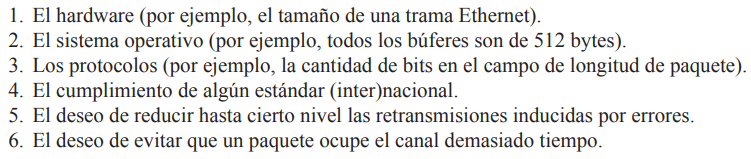 1. El hardware (por ejemplo, el tamaño de una trama Ethernet).
2. El sistema operativo (por ejemplo, todos los búferes son de 512 bytes).
3. Los protocolos (por ejemplo, la cantidad de bits en el campo de longitud de paquete).
4. El cumplimiento de algún estándar (inter)nacional.
5. El deseo de reducir hasta cierto nivel las retransmisiones inducidas por errores.
6. El deseo de evitar que un paquete ocupe el canal demasiado tiempo.